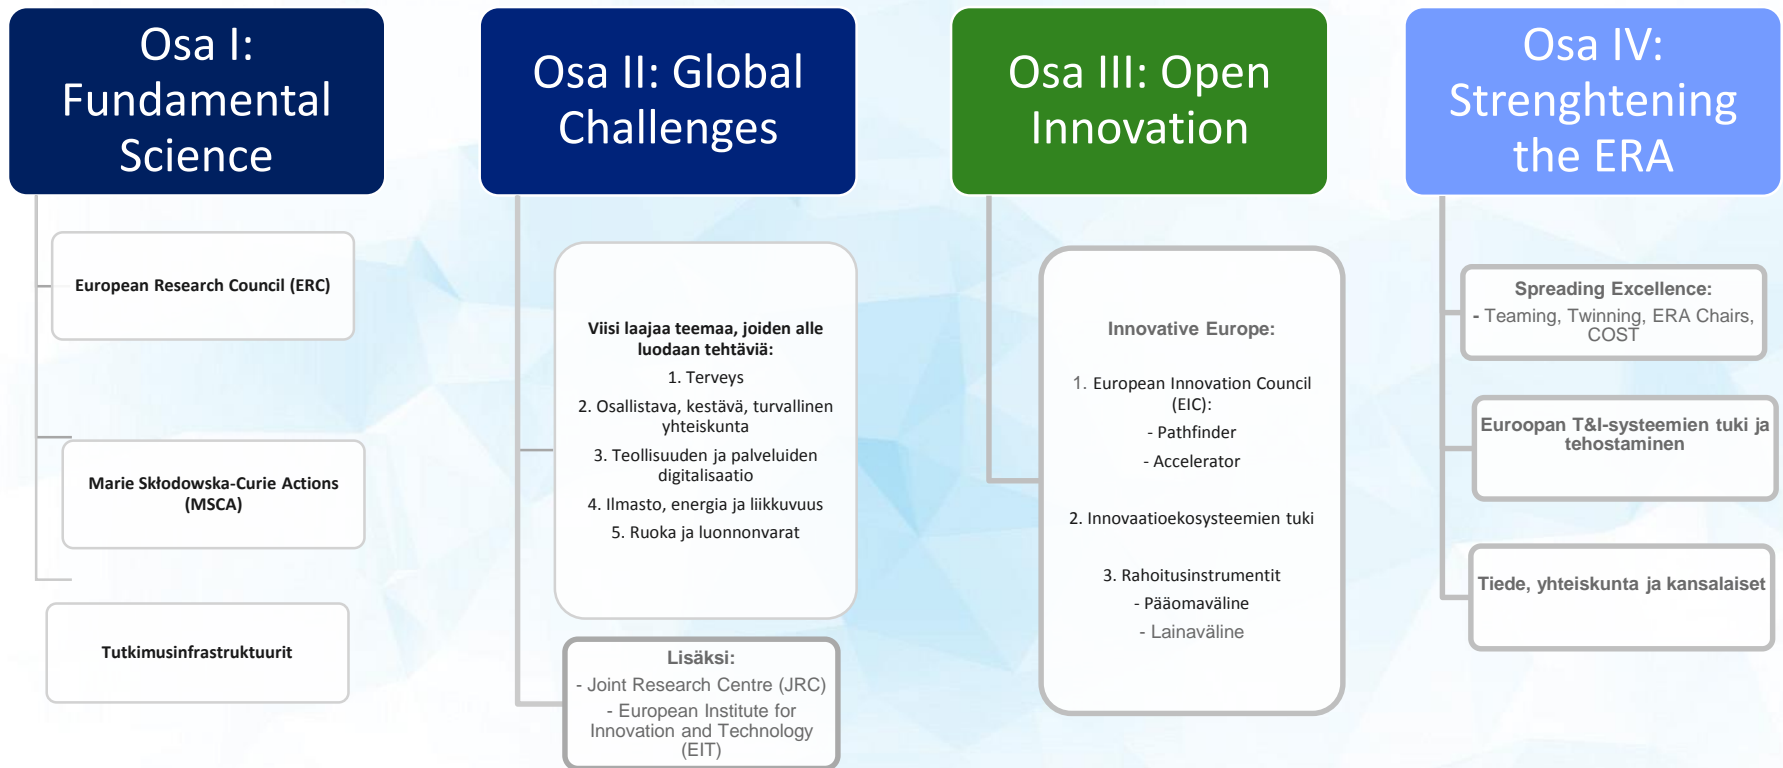 Osa I:
Fundamental
Science
European Research Council (ERC)
Marie Skłodowska-Curie Actions
(MSCA)
Tutkimusinfrastruktuurit
Osa II: Global
Challenges
Viisi laajaa teemaa, joiden alle
luodaan tehtäviä:
1. Terveys
2. Osallistava, kestävä, turvallinen
yhteiskunta
3. Teollisuuden ja palveluiden
digitalisaatio
4. Ilmasto, energia ja liikkuvuus
5. Ruoka ja luonnonvarat
Lisäksi:
- Joint Research Centre (JRC)
- European Institute for
Innovation and Technology
(EIT)
Osa III: Open
Innovation
Innovative Europe:
1. European Innovation Council
(EIC):
- Pathfinder
- Accelerator
2. Innovaatioekosysteemien tuki
3. Rahoitusinstrumentit
- Pääomaväline
- Lainaväline
Osa IV:
Strenghtening
the ERA
Spreading Excellence:
- Teaming, Twinning, ERA Chairs,
COST
Euroopan T&I-systeemien tuki ja
tehostaminen
Tiede, yhteiskunta ja kansalaiset